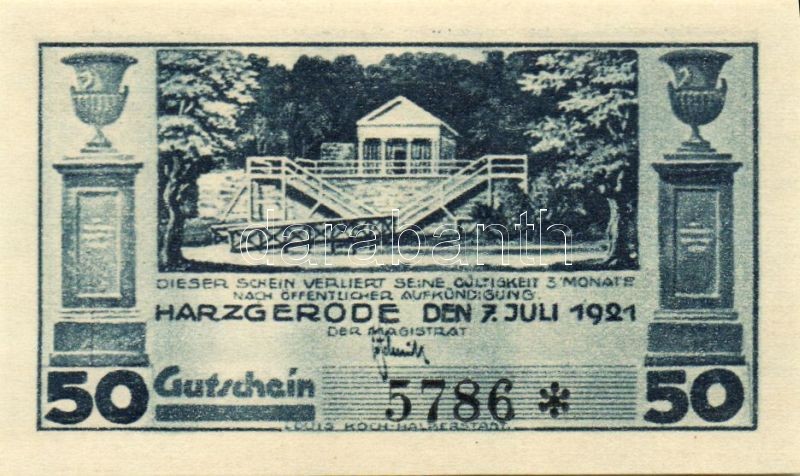 darabanth
DIESER SCHEIN VERLIERT SEINE GÜLTIGKEIT 3 MONATE
NACH ÖFFENTLICHER AUFKÜNDIGUNG.
HARZGERODE DEN 7. JULI 1921
DER MAGISTRAT
50 Gutschein 5786 * 50
LOUIS KOCH-HALBERSTADT.